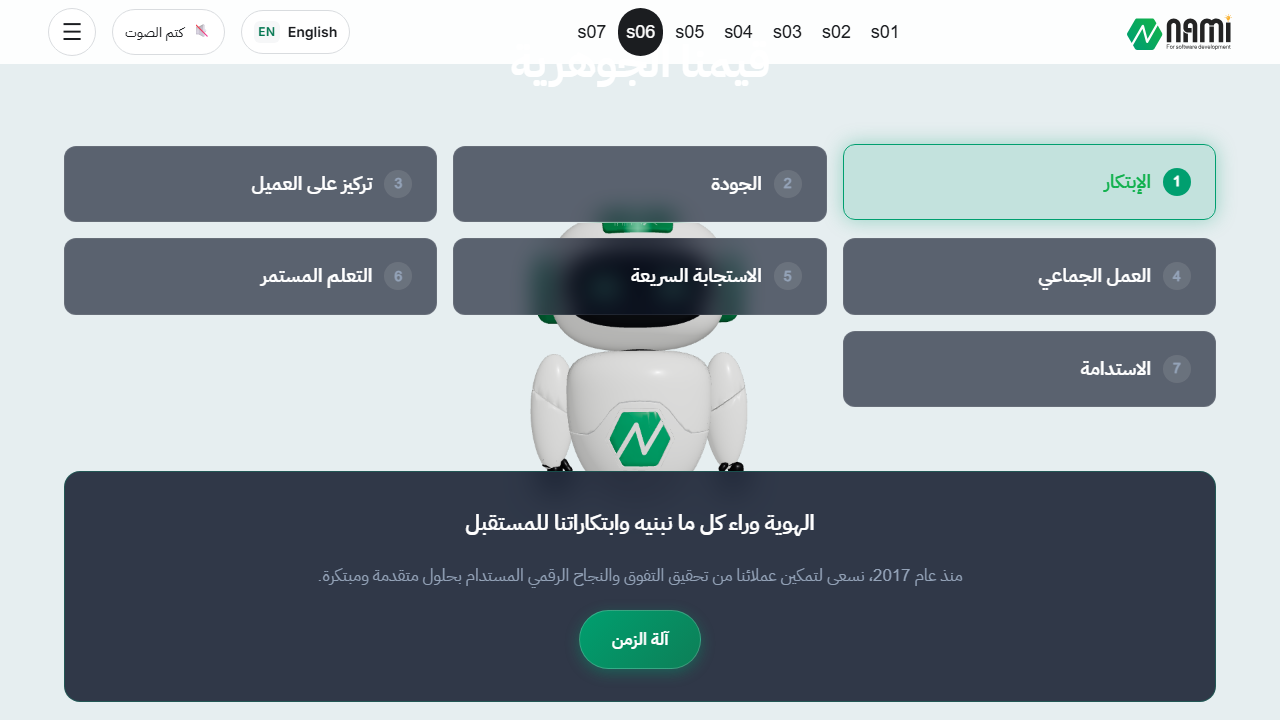 NAMI
For software development
s01
s02
s03
s04
s05
s06
s07
English
EN
كتم الصوت
قيمنا الجوهرية
1
الإبتكار
2
الجودة
3
تركيز على العميل
4
العمل الجماعي
5
الاستجابة السريعة
6
التعلم المستمر
7
الاستدامة
الهوية وراء كل ما نبنيه وابتكاراتنا للمستقبل
منذ عام 2017، نسعى لتمكين عملائنا من تحقيق التفوق والنجاح الرقمي المستدام بحلول متقدمة ومبتكرة.
آلة الزمن